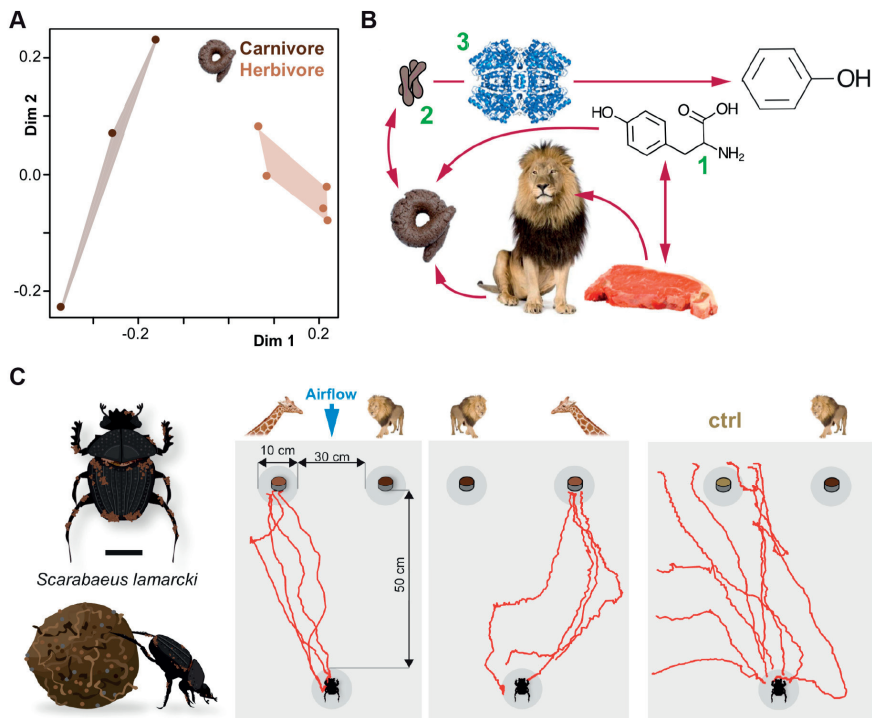 A
0.2
0.0
-0.2
Dim 2
-0.2
0.2
Dim 1
Carnivore
Herbivore
B
3
2
OH
HO
O
OH
NH₂
1
C
Scarabaeus lamarcki
Airflow
10 cm
30 cm
50 cm
ctrl